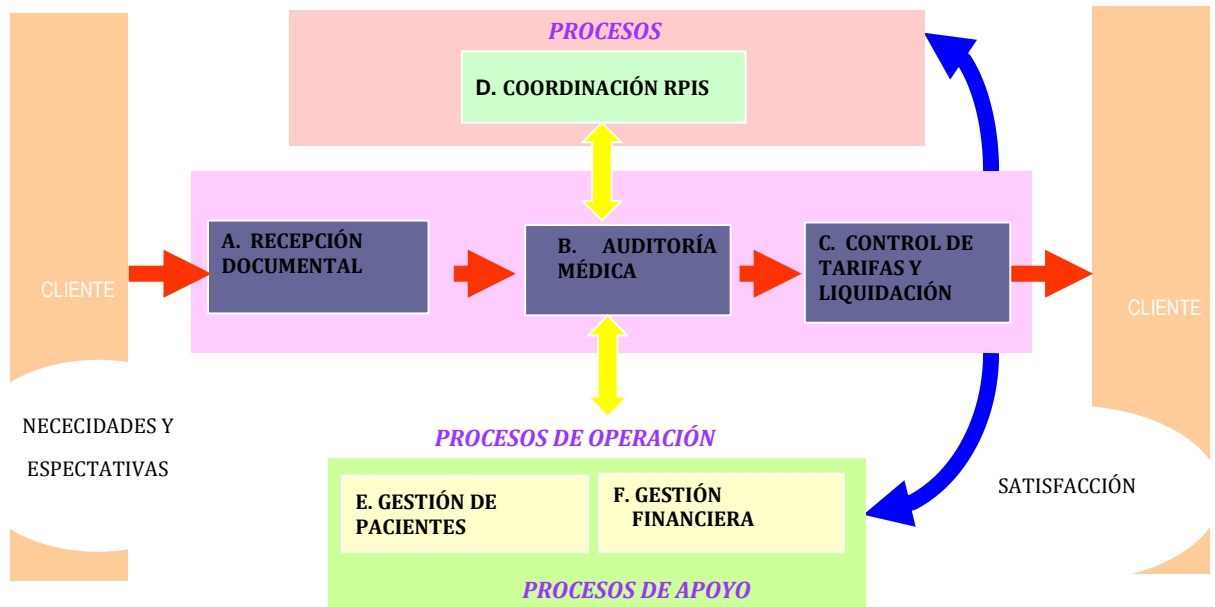 PROCESOS
D. COORDINACIÓN RPIS
A. RECEPCIÓN
DOCUMENTAL
B. AUDITORÍA
MÉDICA
C. CONTROL DE
TARIFAS Y
LIQUIDACIÓN
CLIENTE
CLIENTE
NECECIDADES Y
ESPECTATIVAS
PROCESOS DE OPERACIÓN
E. GESTIÓN DE
PACIENTES
F. GESTIÓN
FINANCIERA
SATISFACCIÓN
PROCESOS DE APOYO